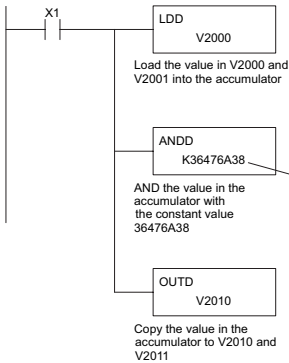 X1
LDD
V2000
Load the value in V2000 and
V2001 into the accumulator
ANDD
K36476A38
AND the value in the
accumulator with
the constant value
36476A38
OUTD
V2010
Copy the value in the
accumulator to V2010 and
V2011